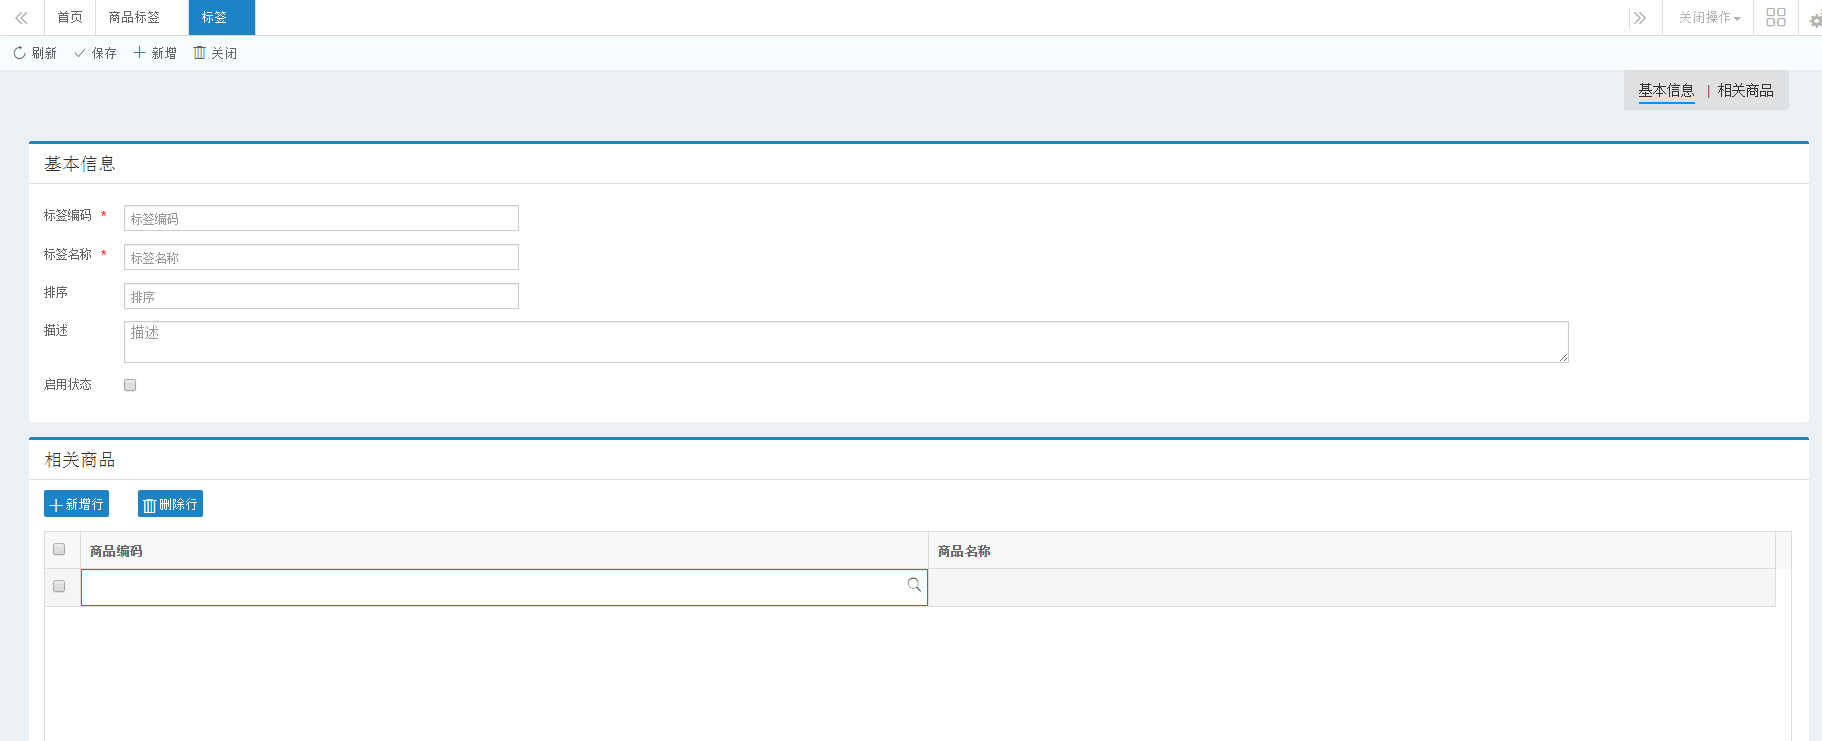 首页 商品标签 标签 关闭操作
刷新 保存 新增 关闭
基本信息 | 相关商品
基本信息
标签编码 * 标签编码
标签名称 * 标签名称
排序 排序
描述 描述
启用状态
相关商品
新增行 删除行
商品编码 商品名称